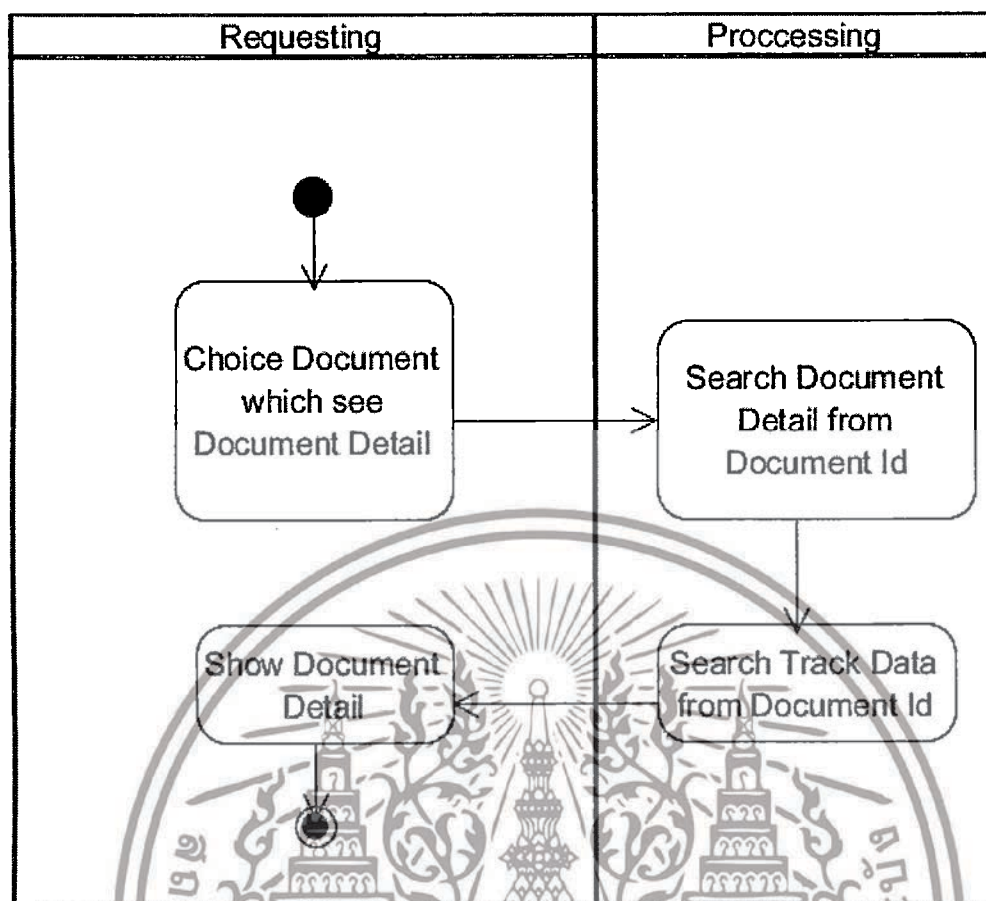 Requesting
Proccessing
Choice Document
which see
Document Detail
Search Document
Detail from
Document Id
Show Document
Detail
Search Track Data
from Document Id